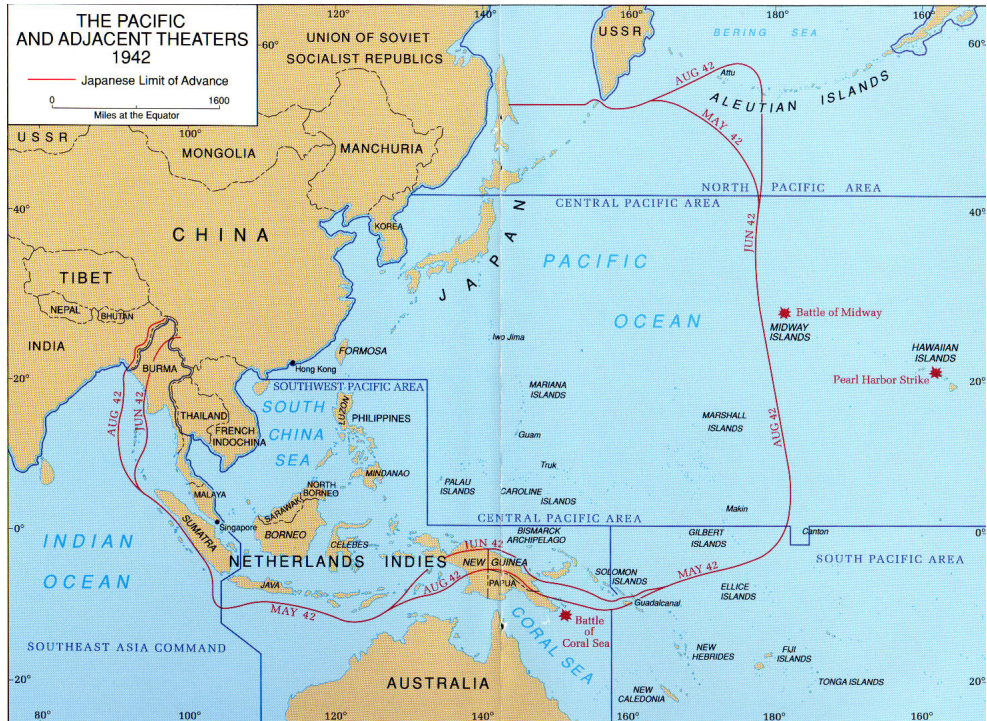 THE PACIFIC
AND ADJACENT THEATERS
1942
Japanese Limit of Advance
0
1600
Miles at the Equator
120°
140°
160°
180°
160°
60°
UNION OF SOVIET
SOCIALIST REPUBLICS
USSR
BERING SEA
60°
AUG 42
Attu
ALEUTIAN ISLANDS
MAY 42
USSR
100°
MONGOLIA
MANCHURIA
NORTH PACIFIC AREA
CENTRAL PACIFIC AREA
40°
40°
CHINA
KOREA
JAPAN
JUN 42
PACIFIC
OCEAN
TIBET
NEPAL
BHUTAN
INDIA
BURMA
Battle of Midway
MIDWAY
ISLANDS
Iwo Jima
HAWAIIAN
ISLANDS
FORMOSA
Hong Kong
20°
20°
Pearl Harbor Strike
SOUTHWEST PACIFIC AREA
MARIANA
ISLANDS
AUG 42
JUN 42
THAILAND
FRENCH
INDOCHINA
SOUTH
CHINA
SEA
LUZON
PHILIPPINES
MARSHALL
ISLANDS
AUG 42
Guam
Truk
MINDANAO
PALAU
ISLANDS
CAROLINE
ISLANDS
MALAYA
NORTH
BORNEO
SARAWAK
Makin
Singapore
CENTRAL PACIFIC AREA
0°
0°
BISMARCK
ARCHIPELAGO
GILBERT
ISLANDS
Canton
SUMATRA
BORNEO
CELEBES
INDIAN
OCEAN
NETHERLANDS INDIES
JUN 42
NEW GUINEA
SOUTH PACIFIC AREA
JAVA
AUG 42
PAPUA
SOLOMON
ISLANDS
MAY 42
ELLICE
ISLANDS
MAY 42
Guadalcanal
CORAL SEA
Battle
of
Coral Sea
SOUTHEAST ASIA COMMAND
NEW
HEBRIDES
FIJI
ISLANDS
20°
AUSTRALIA
NEW
CALEDONIA
TONGA ISLANDS
20°
80°
100°
120°
140°
160°
180°
160°